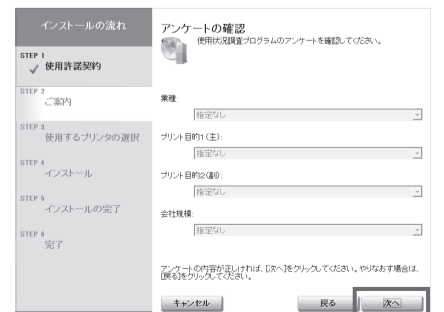 インストールの流れ
STEP 1
使用許諾契約
STEP 2
ご案内
STEP 3
使用するプリンタの選択
STEP 4
インストール
STEP 5
インストールの完了
STEP 6
完了
アンケートの確認
使用状況調査プログラムのアンケートを確認してください。
業種:
指定なし
プリント目的1(主):
指定なし
プリント目的2(副):
指定なし
会社規模:
指定なし
アンケートの内容が正しければ、[次へ]をクリックしてください。やりなおす場合は、
[戻る]をクリックしてください。
キャンセル
戻る
次へ